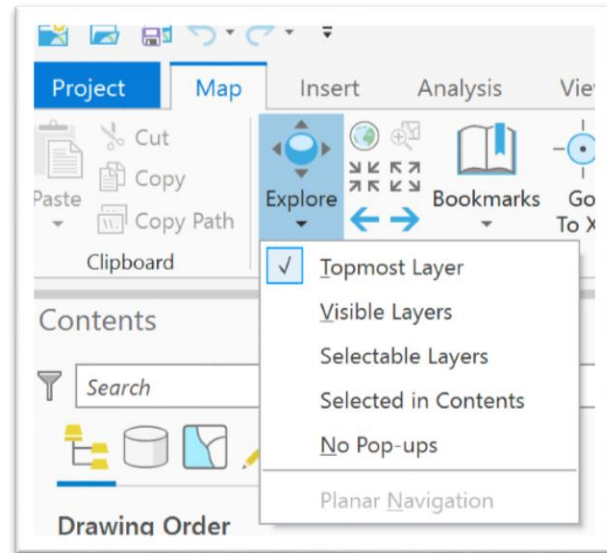 Project Map Insert Analysis Vie
Cut
Copy
Paste
Copy Path
Clipboard
Explore
Bookmarks
Go
To X
√ Topmost Layer
Visible Layers
Selectable Layers
Selected in Contents
No Pop-ups
Planar Navigation
Contents
Search
Drawing Order